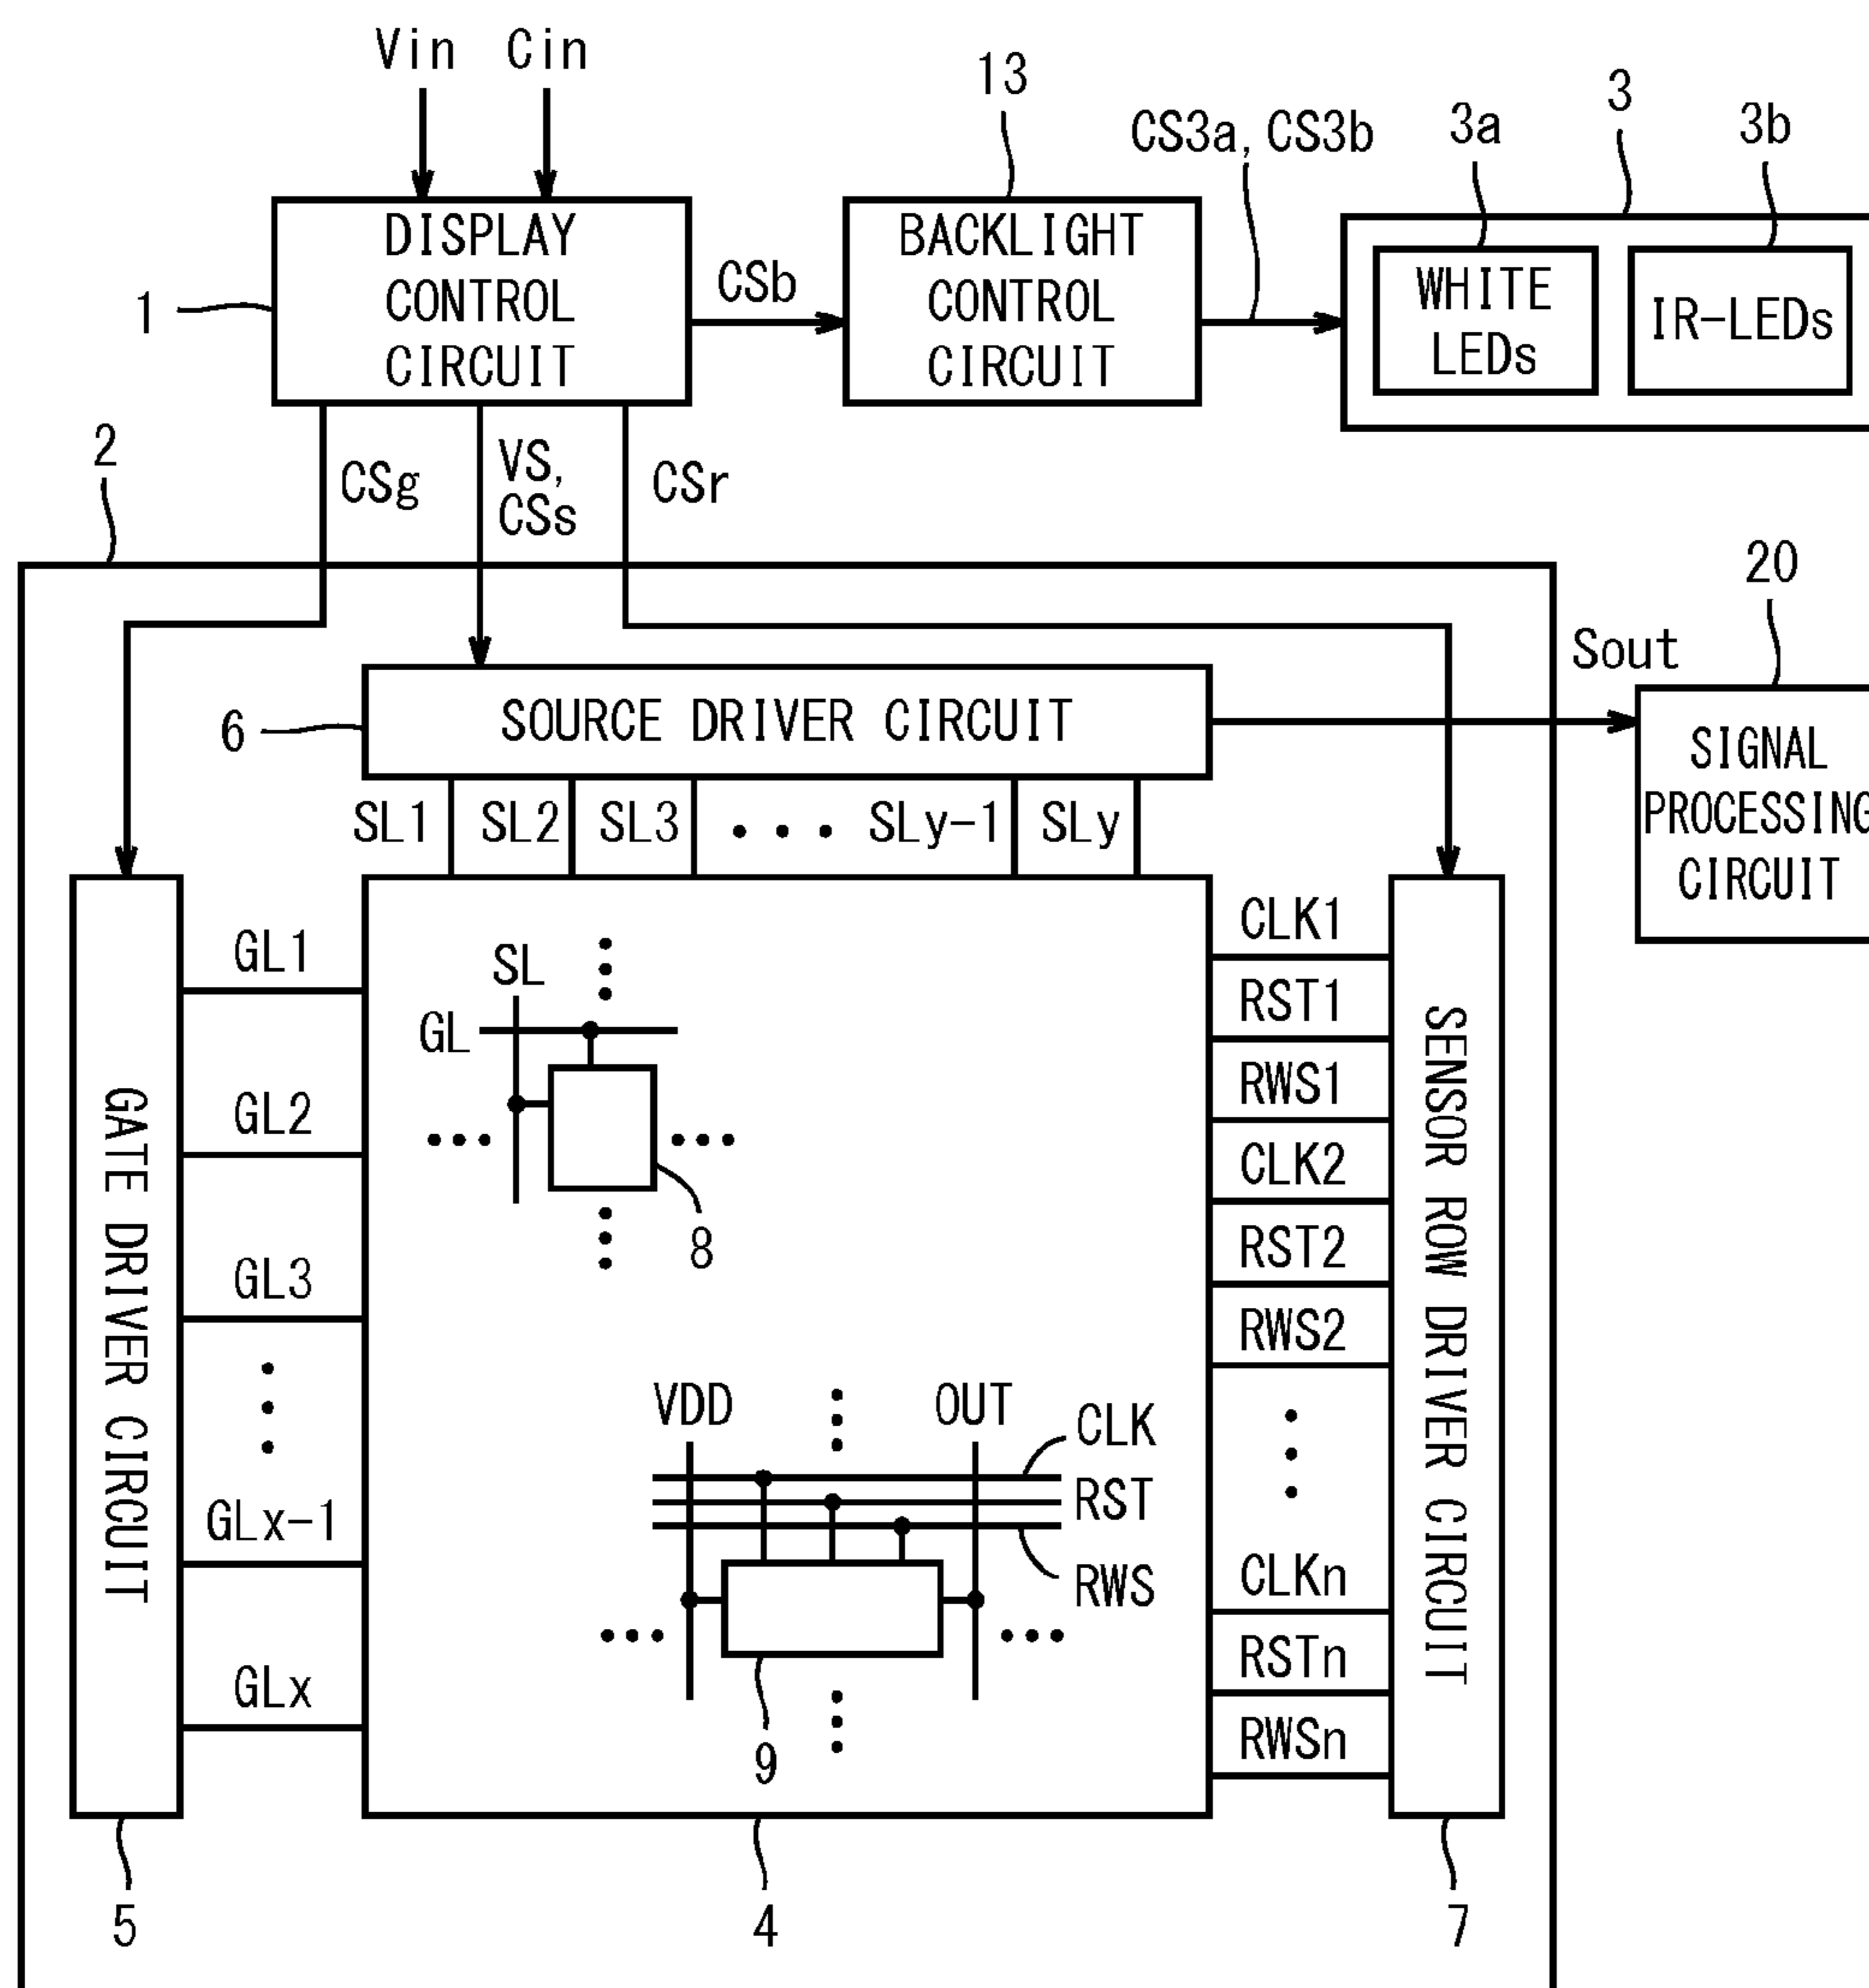 Vin Cin
13
CS3a, CS3b
3
3a
3b
DISPLAY
CONTROL
CIRCUIT
1
CSb
BACKLIGHT
CONTROL
CIRCUIT
WHITE
LEDs
IR-LEDs
2
CSg
VS,
CSs
CSr
20
Sout
6
SOURCE DRIVER CIRCUIT
SIGNAL
PROCESSING
CIRCUIT
SL1 SL2 SL3 ... SLy-1 SLy
GATE DRIVER CIRCUIT
GL1
GL2
GL3
GLx-1
GLx
SL
GL
8
VDD
OUT
CLK
RST
RWS
9
CLK1
RST1
RWS1
CLK2
RST2
RWS2
CLKn
RSTn
RWSn
SENSOR ROW DRIVER CIRCUIT
5
4
7